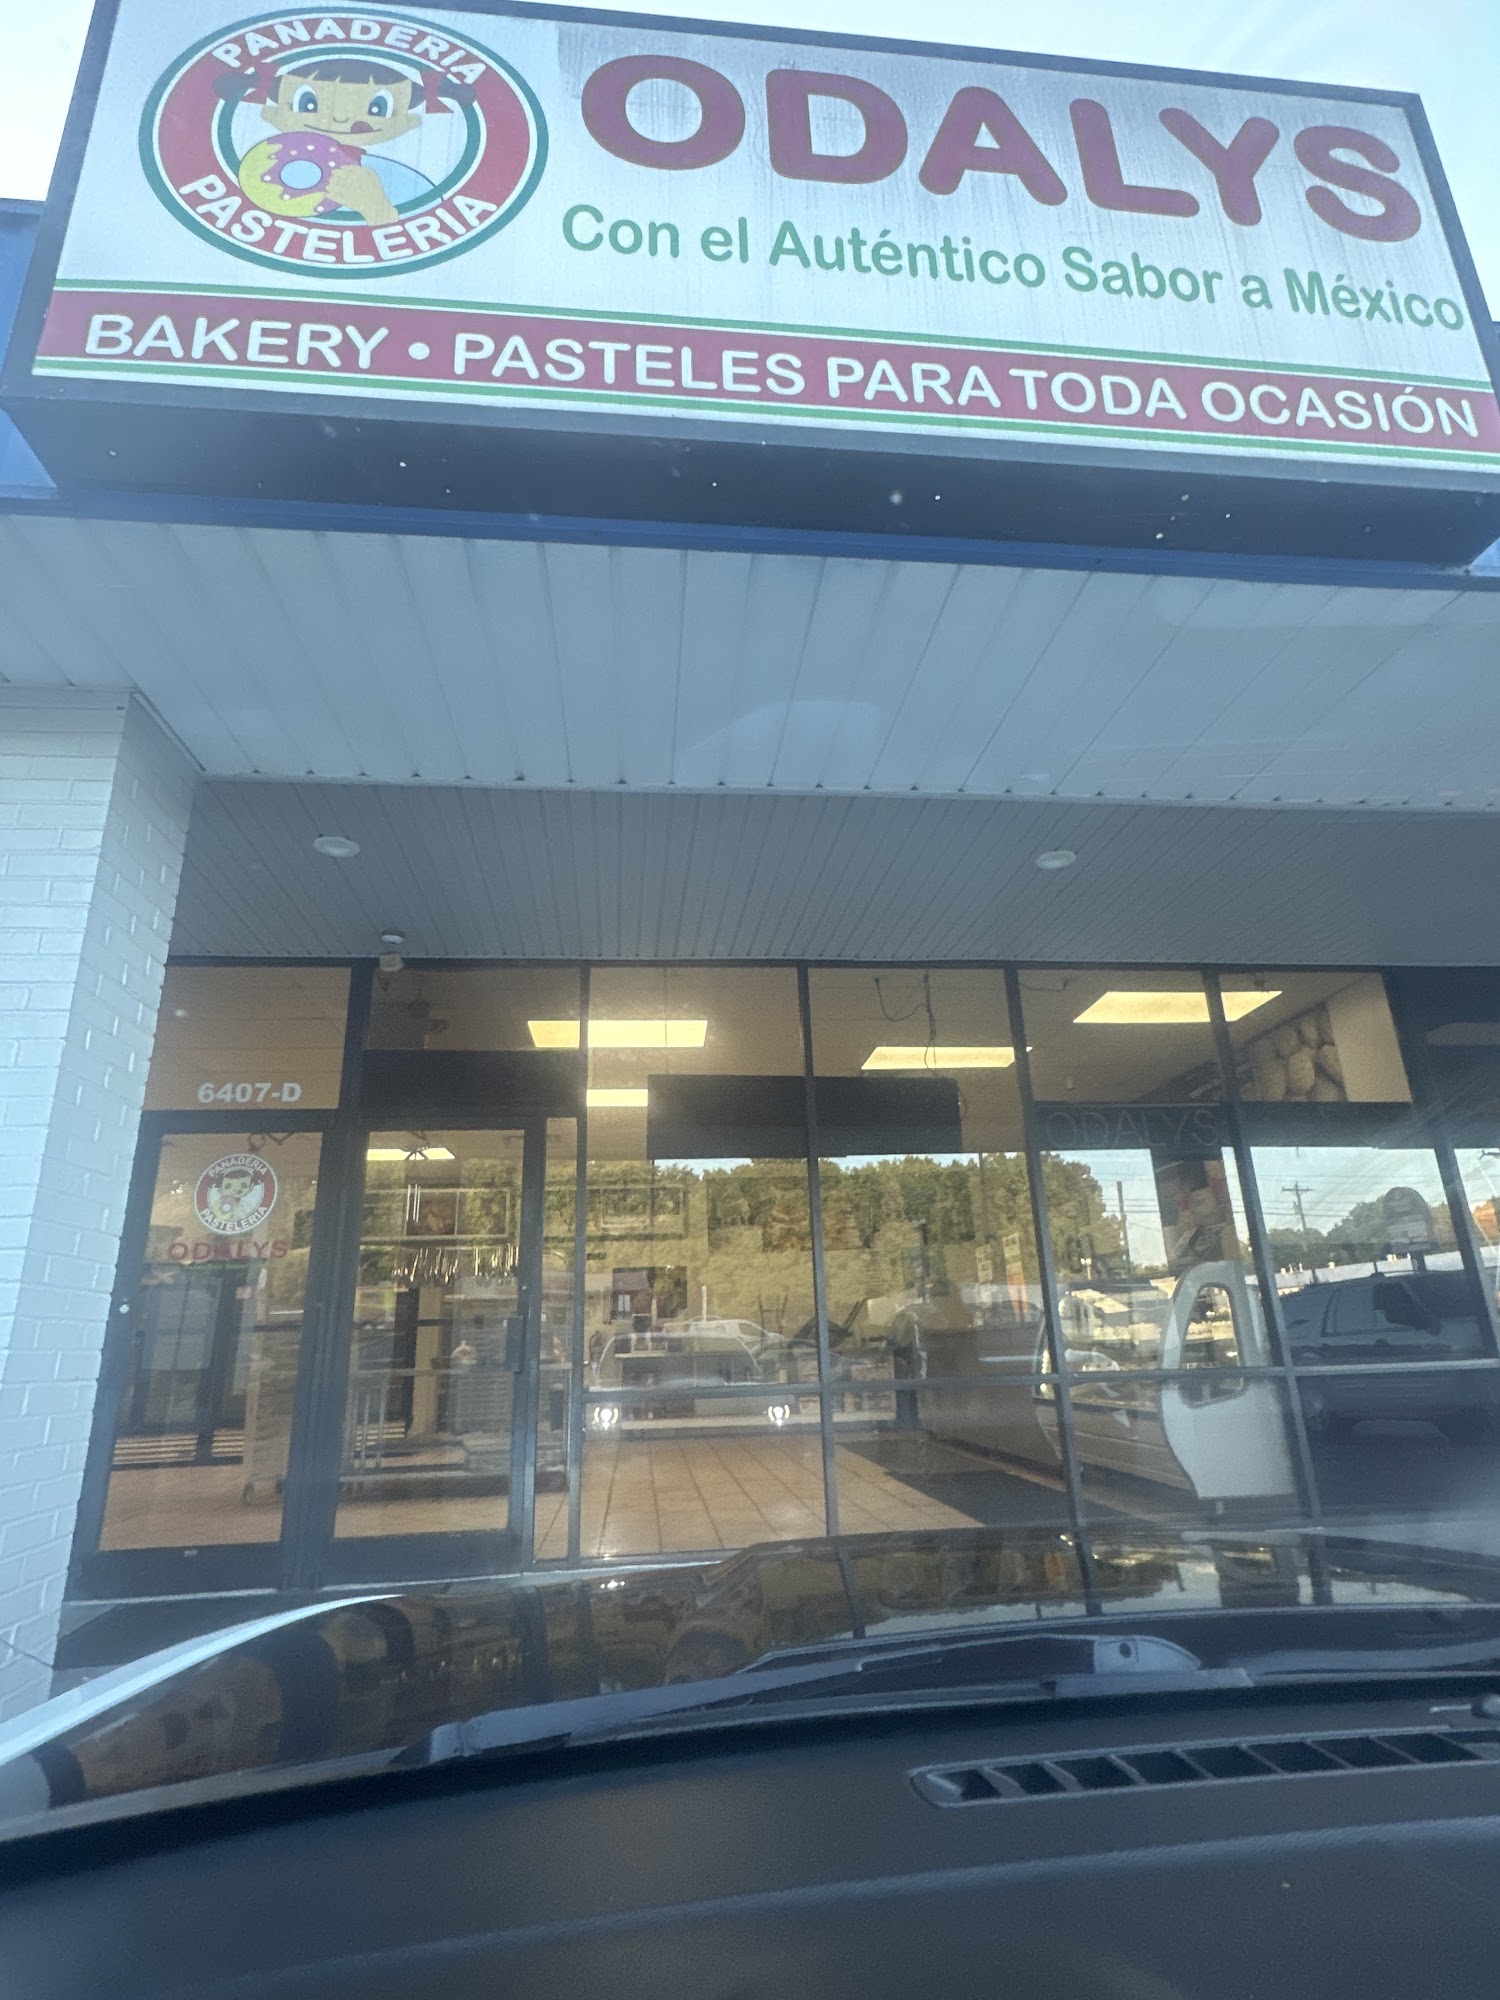 PANADERIA
PASTELERIA
ODALYS
Con el Auténtico Sabor a México
BAKERY • PASTELES PARA TODA OCASIÓN
6407-D
ODALYS
PANADERIA
PASTELERIA
ODALYS